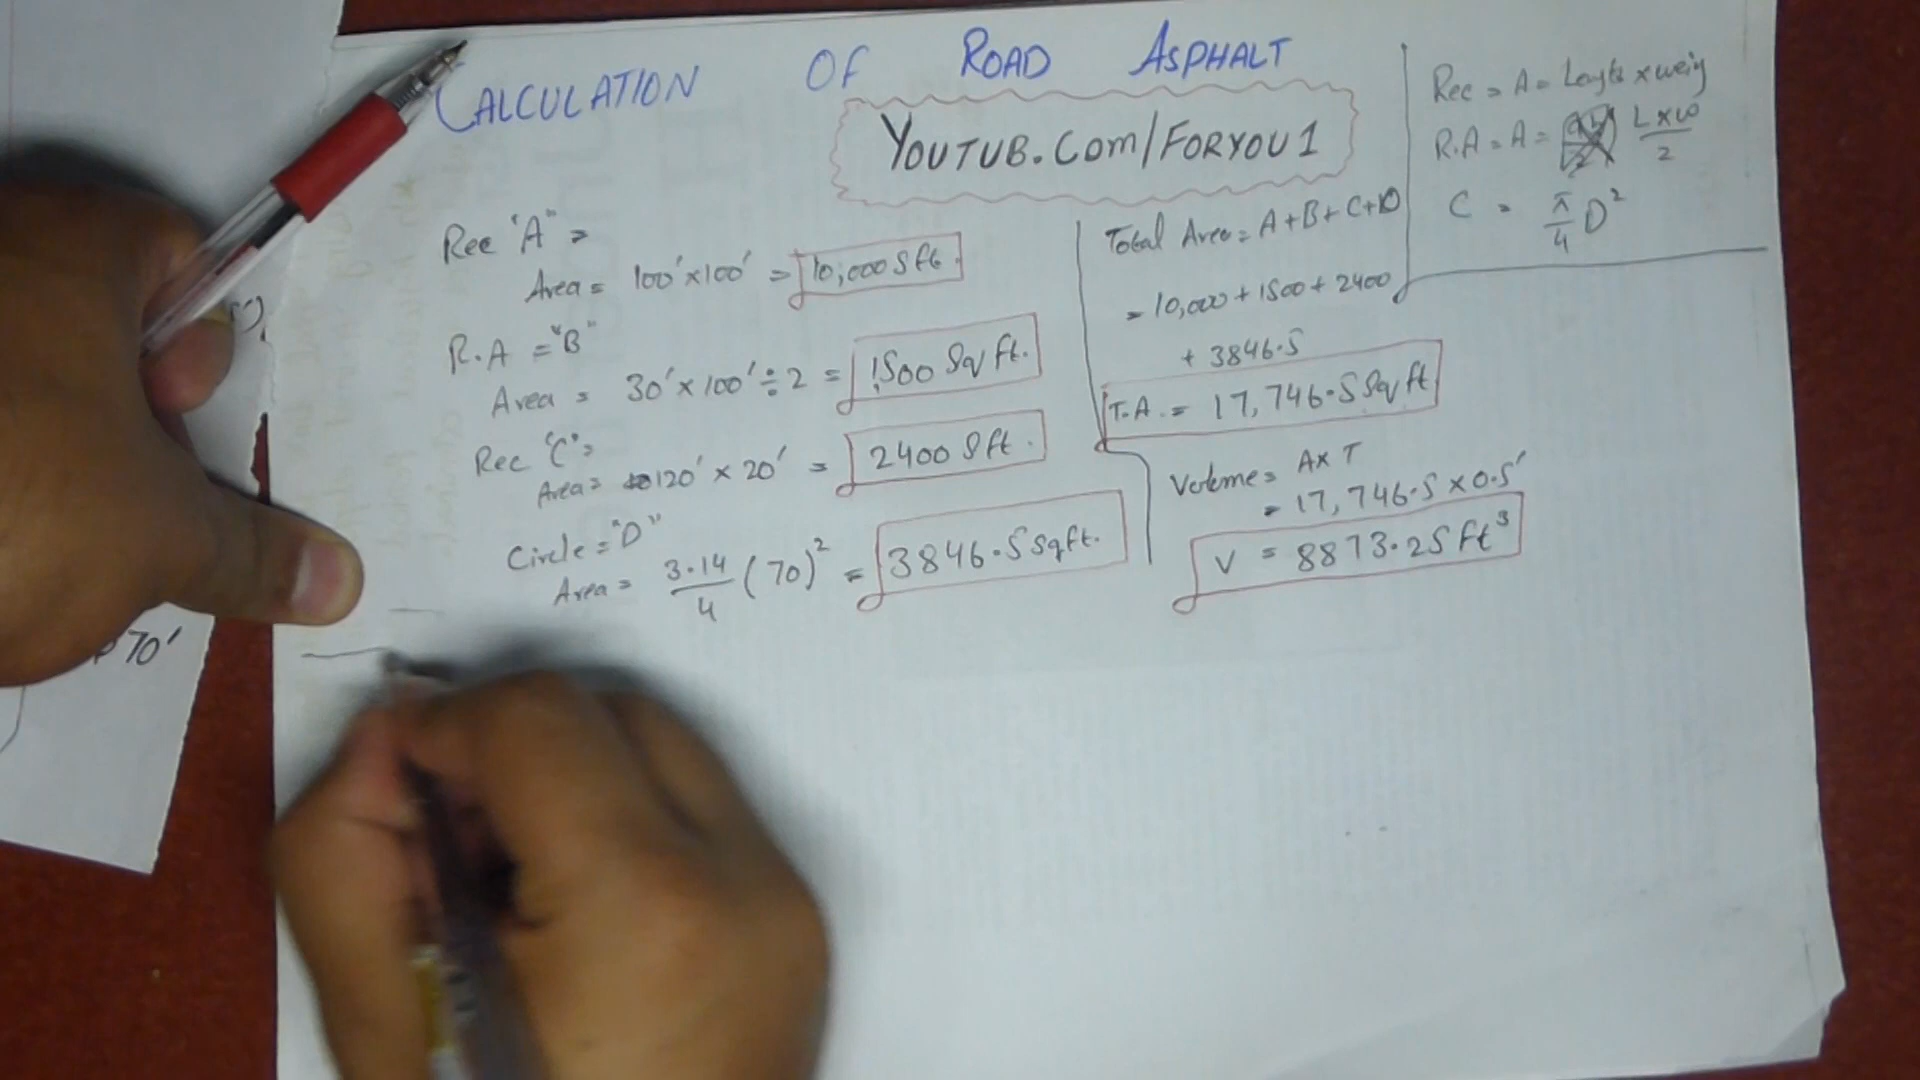 CALCULATION OF ROAD ASPHALT
YOUTUB.COM/FORYOU1
Rec "A" =
Area = 100' x 100' = 10,000 Sft.
R.A = "B"
Area = 30' x 100' ÷ 2 = 1500 Sq ft.
Rec "C" =
Area = 120' x 20' = 2400 Sft.
Circle = "D"
Area = 3.14/4 (70)² = 3846.5 Sqft.
Total Area = A+B+C+D
= 10,000 + 1500 + 2400
+ 3846.5
T.A. = 17,746.5 Sq ft
Volume = A x T
= 17,746.5 x 0.5'
V = 8873.25 ft³
Rec = A =
R.A = A = L x w / 2
C = π/4 D²
70'